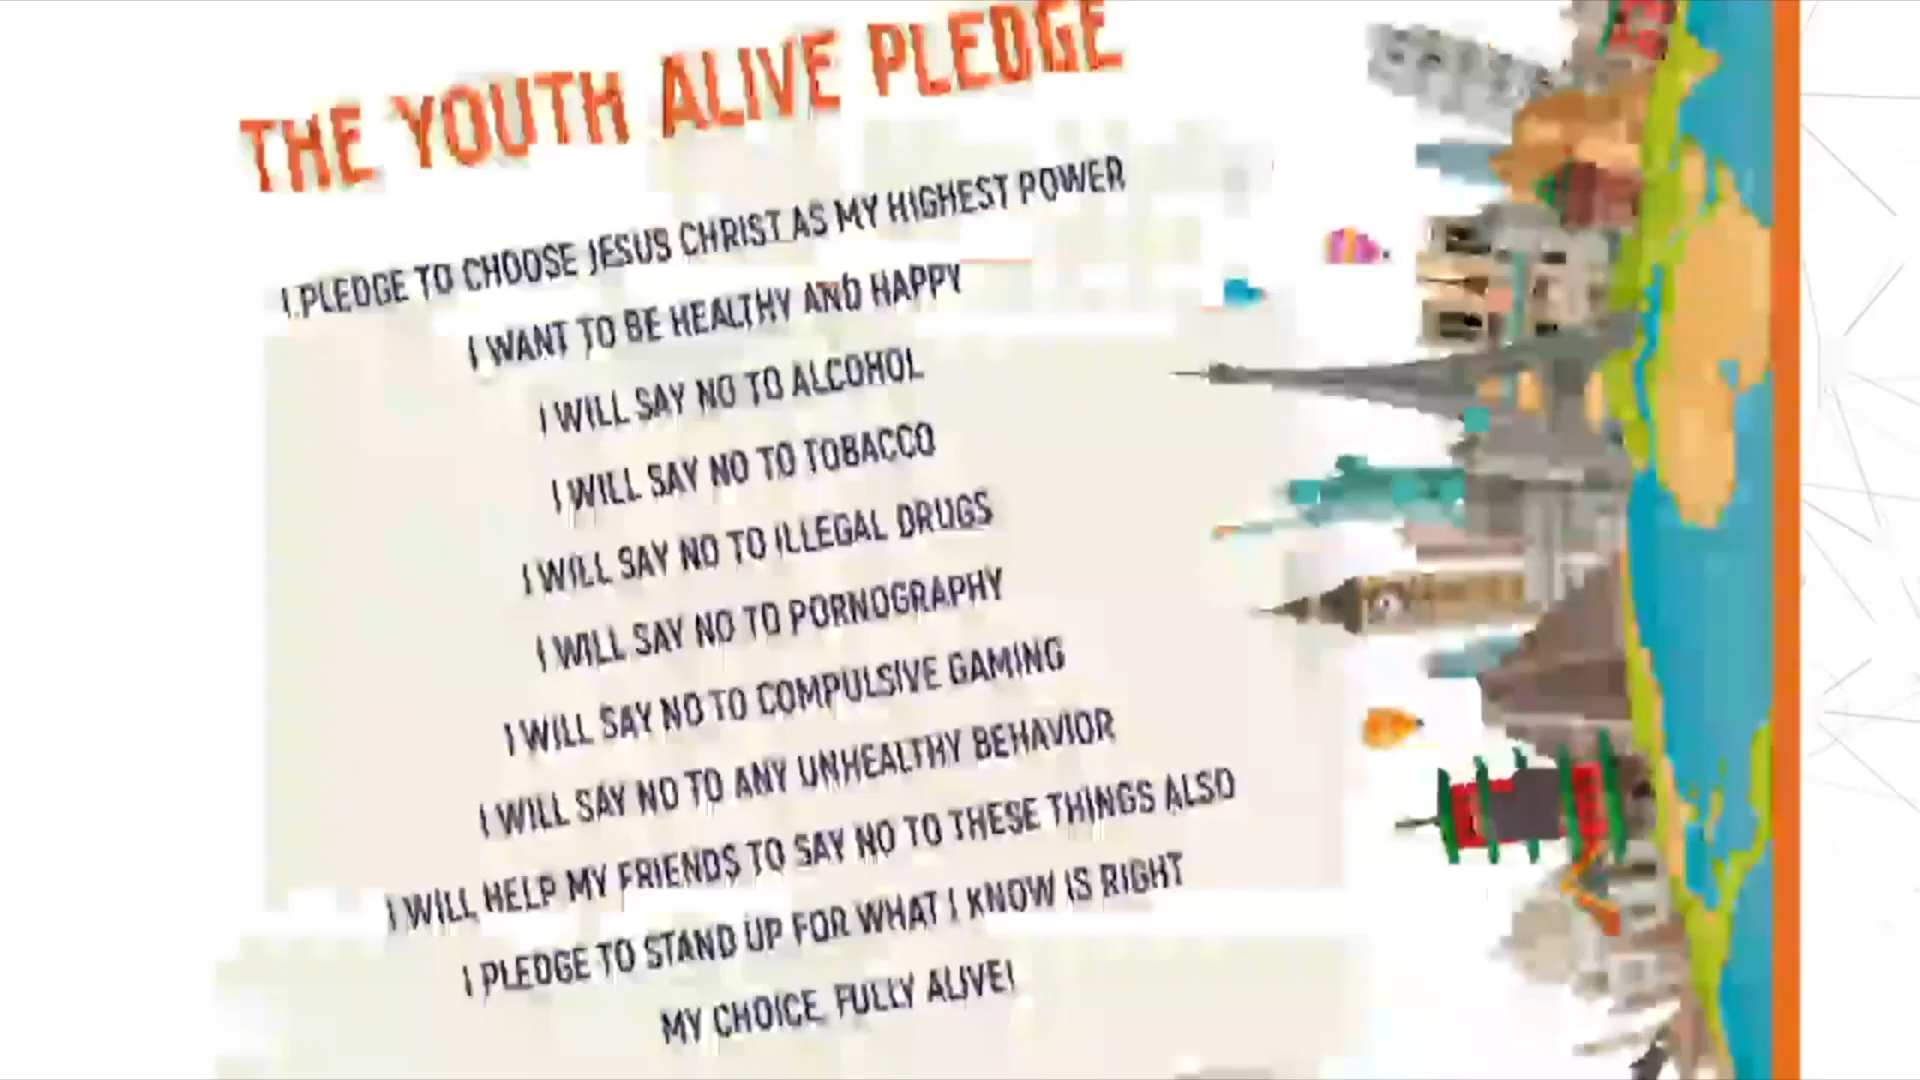 THE YOUTH ALIVE PLEDGE
I PLEDGE TO CHOOSE JESUS CHRIST AS MY HIGHEST POWER
I WANT TO BE HEALTHY AND HAPPY
I WILL SAY NO TO ALCOHOL
I WILL SAY NO TO TOBACCO
I WILL SAY NO TO ILLEGAL DRUGS
I WILL SAY NO TO PORNOGRAPHY
I WILL SAY NO TO COMPULSIVE GAMING
I WILL SAY NO TO ANY UNHEALTHY BEHAVIOR
I WILL HELP MY FRIENDS TO SAY NO TO THESE THINGS ALSO
I PLEDGE TO STAND UP FOR WHAT I KNOW IS RIGHT
MY CHOICE, FULLY ALIVE!